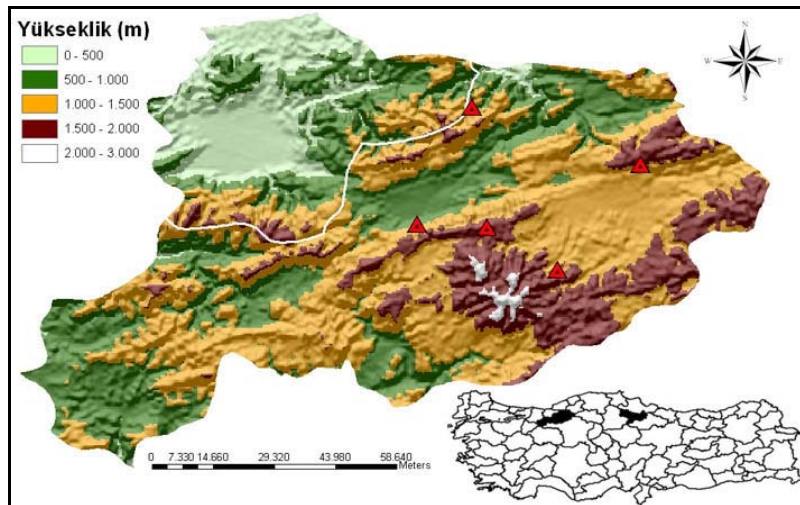 Yükseklik (m)
0 - 500
500 - 1.000
1.000 - 1.500
1.500 - 2.000
2.000 - 3.000
N
W E
S
0 7.330 14.660 29.320 43.980 58.640
Meters